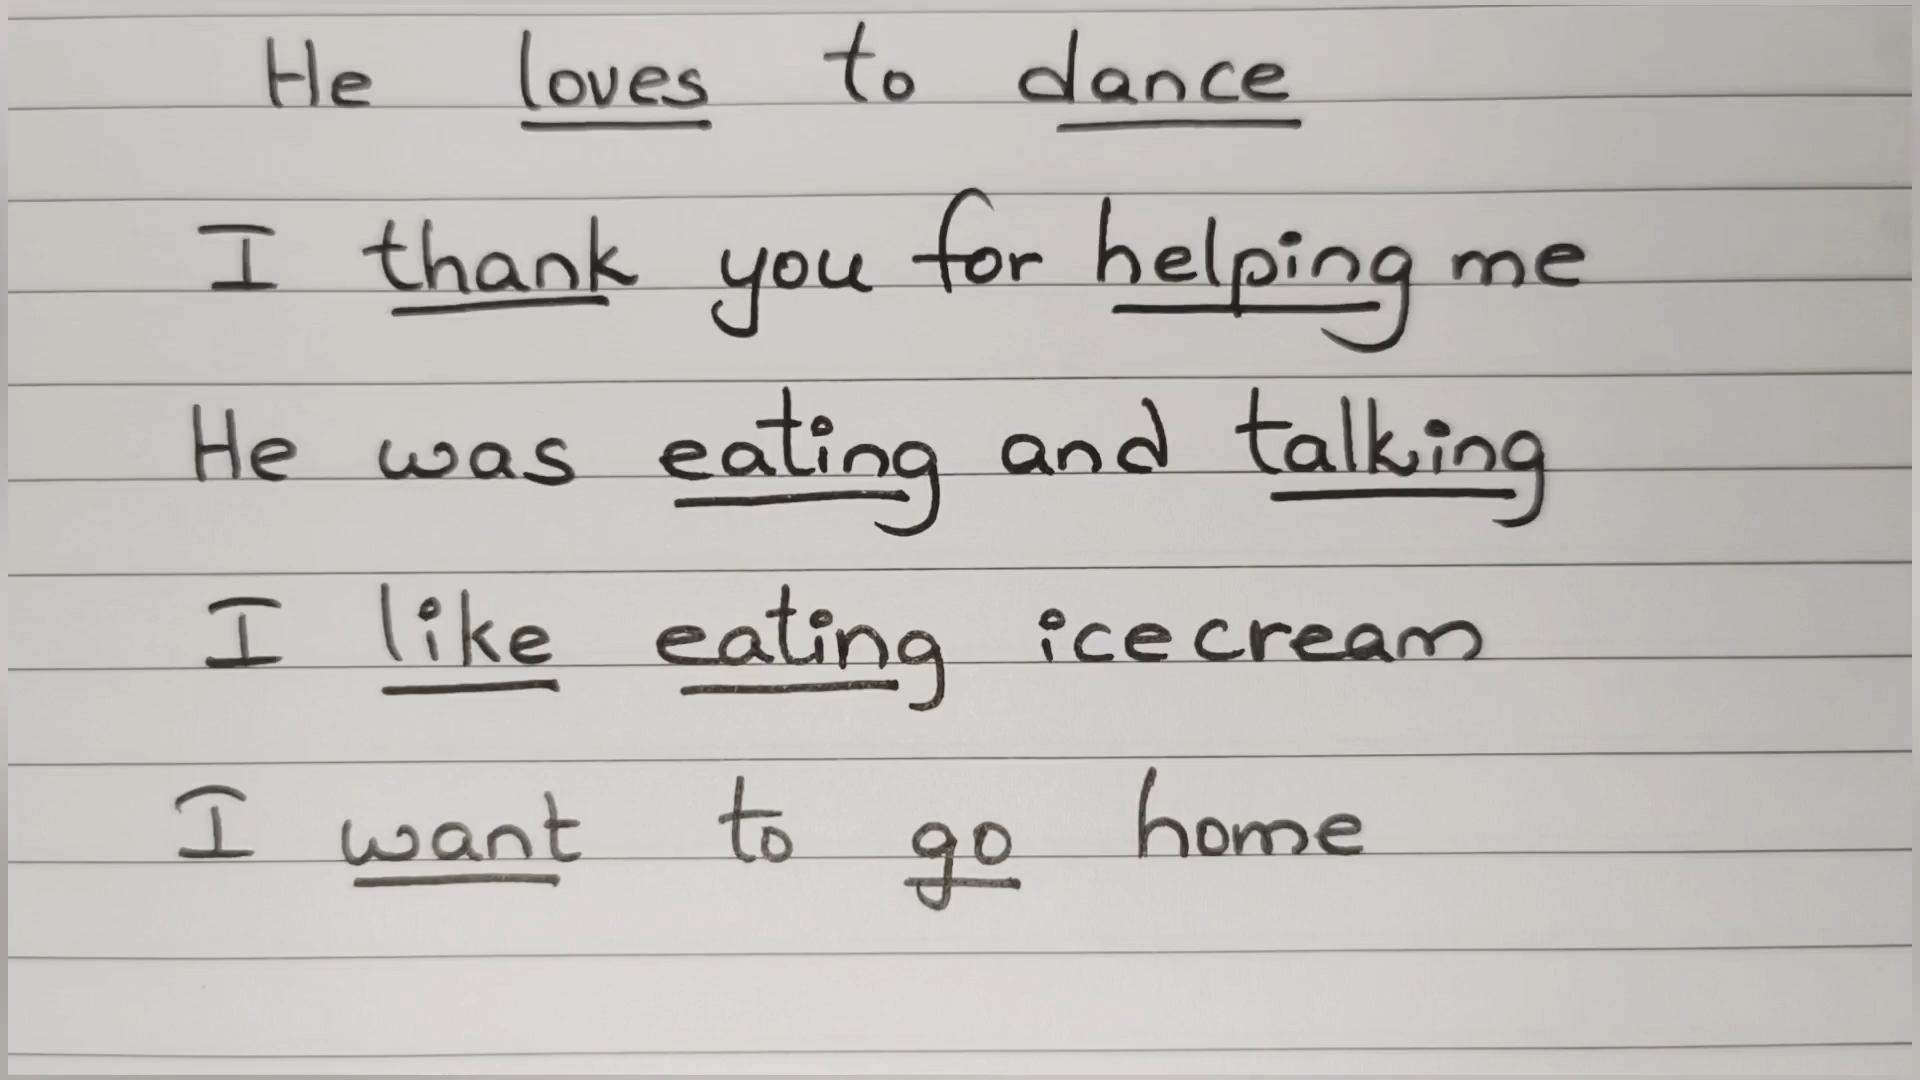 He loves to dance
I thank you for helping me
He was eating and talking
I like eating icecream
I want to go home